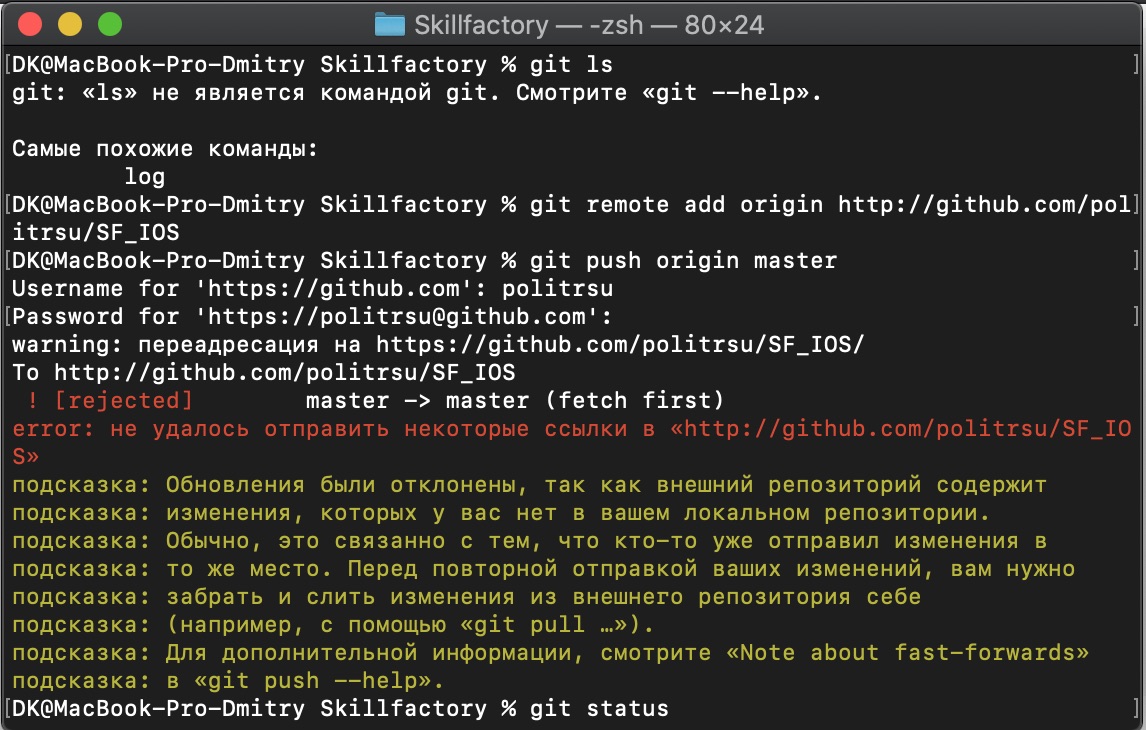 Skillfactory — -zsh — 80×24
DK@MacBook-Pro-Dmitry Skillfactory % git ls
git: «ls» не является командой git. Смотрите «git --help».
Самые похожие команды:
log
DK@MacBook-Pro-Dmitry Skillfactory % git remote add origin http://github.com/pol
itrsu/SF_IOS
DK@MacBook-Pro-Dmitry Skillfactory % git push origin master
Username for 'https://github.com': politrsu
Password for 'https://politrsu@github.com':
warning: переадресация на https://github.com/politrsu/SF_IOS/
To http://github.com/politrsu/SF_IOS
! [rejected]        master -> master (fetch first)
error: не удалось отправить некоторые ссылки в «http://github.com/politrsu/SF_IO
S»
подсказка: Обновления были отклонены, так как внешний репозиторий содержит
подсказка: изменения, которых у вас нет в вашем локальном репозитории.
подсказка: Обычно, это связанно с тем, что кто-то уже отправил изменения в
подсказка: то же место. Перед повторной отправкой ваших изменений, вам нужно
подсказка: забрать и слить изменения из внешнего репозитория себе
подсказка: (например, с помощью «git pull …»).
подсказка: Для дополнительной информации, смотрите «Note about fast-forwards»
подсказка: в «git push --help».
DK@MacBook-Pro-Dmitry Skillfactory % git status